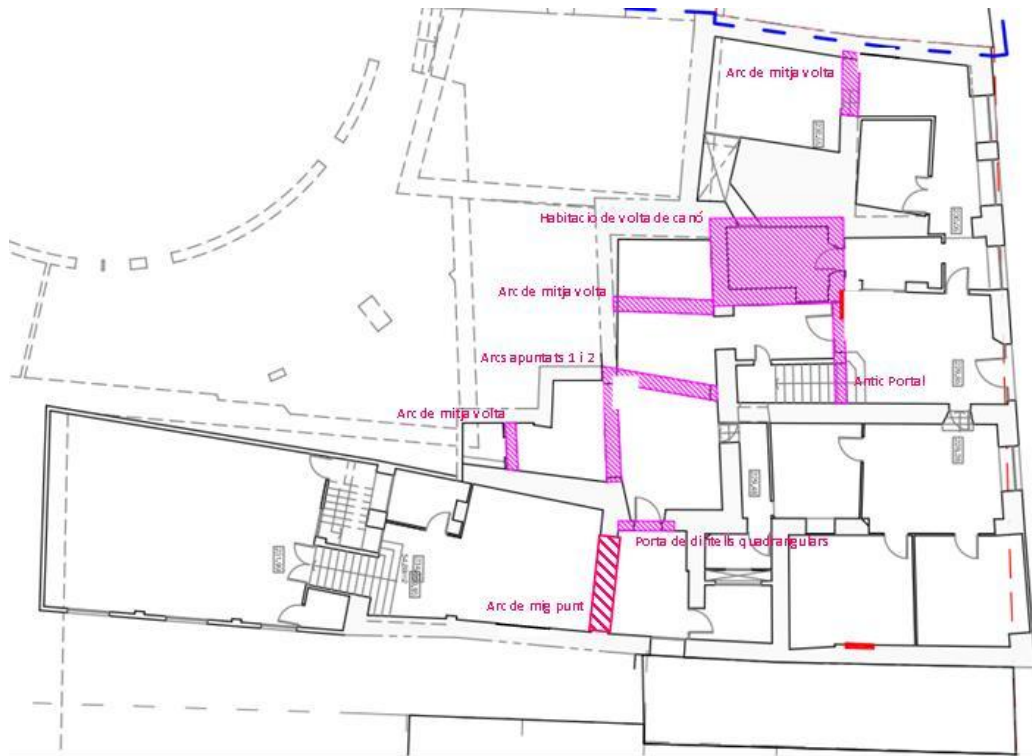 Arc de mitja volta
Habitacio de volta de canó
Arc de mitja volta
Arcs apuntats 1 i 2
Antic Portal
Arc de mitja volta
Porta de dintells quadrangulars
Arc de mig punt